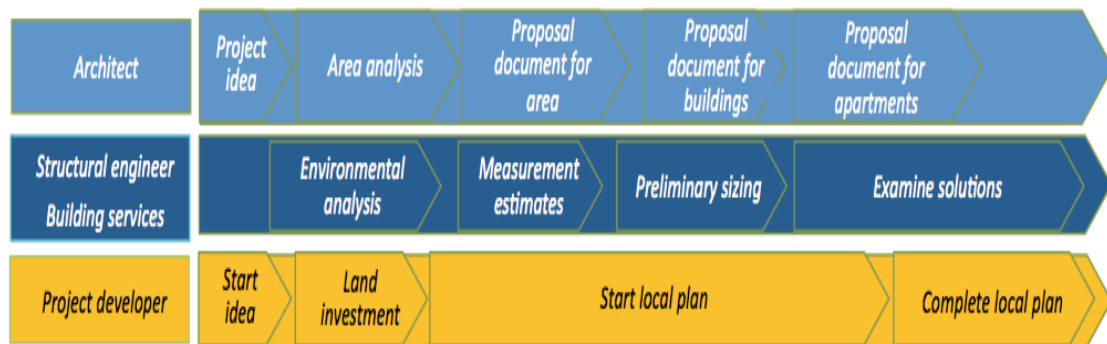 Architect
Project
idea
Area analysis
Proposal
document for
area
Proposal
document for
buildings
Proposal
document for
apartments
Structural engineer
Building services
Environmental
analysis
Measurement
estimates
Preliminary sizing
Examine solutions
Project developer
Start
idea
Land
investment
Start local plan
Complete local plan